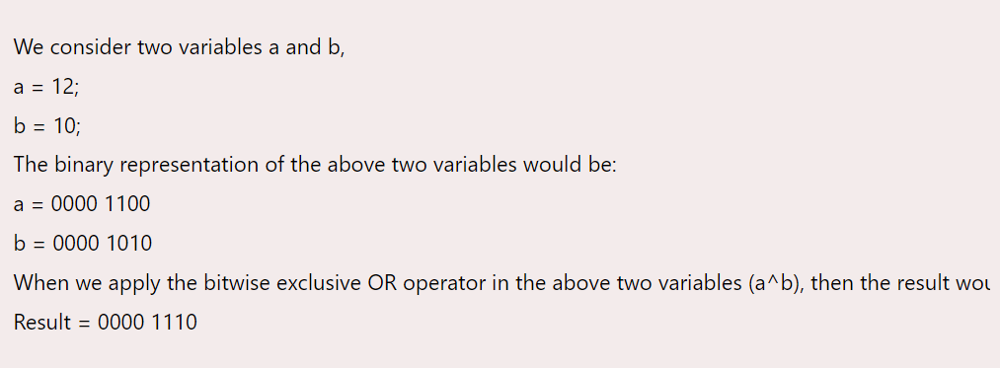 We consider two variables a and b,
a = 12;
b = 10;
The binary representation of the above two variables would be:
a = 0000 1100
b = 0000 1010
When we apply the bitwise exclusive OR operator in the above two variables (a^b), then the result wou
Result = 0000 1110